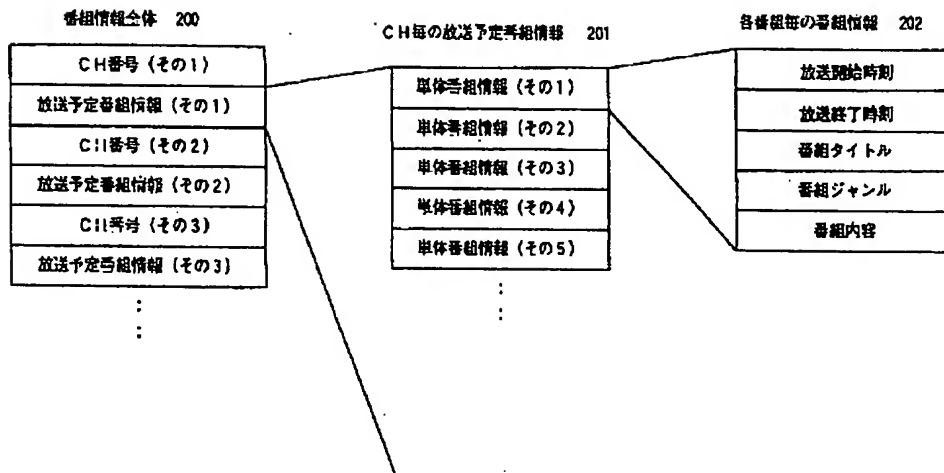 番組情報全体 200
CH番号 (その1)
放送予定番組情報 (その1)
CH番号 (その2)
放送予定番組情報 (その2)
CH番号 (その3)
放送予定番組情報 (その3)
CH毎の放送予定番組情報 201
単体番組情報 (その1)
単体番組情報 (その2)
単体番組情報 (その3)
単体番組情報 (その4)
単体番組情報 (その5)
各番組毎の番組情報 202
放送開始時刻
放送終了時刻
番組タイトル
番組ジャンル
番組内容